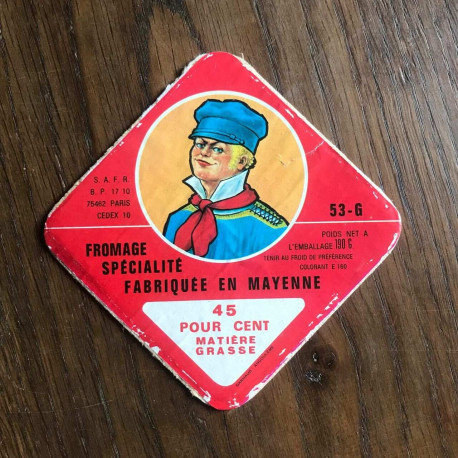 S. A. F. R.
B. P. 17 10
75462 PARIS
CEDEX 10
53-G
POIDS NET A
L'EMBALLAGE 190 G
TENIR AU FROID DE PRÉFÉRENCE
COLORANT E 160
FROMAGE
SPÉCIALITÉ
FABRIQUÉE EN MAYENNE
45
POUR CENT
MATIÈRE
GRASSE